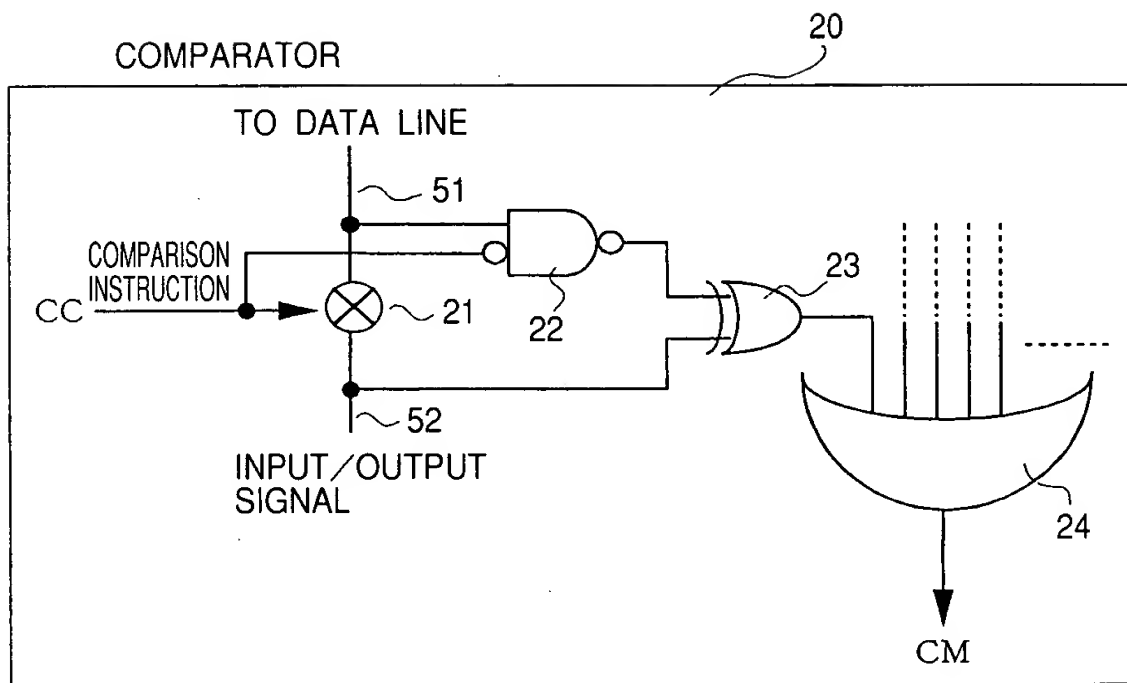 20
COMPARATOR
TO DATA LINE
51
COMPARISON
INSTRUCTION
CC
21
22
23
52
INPUT/OUTPUT
SIGNAL
24
CM